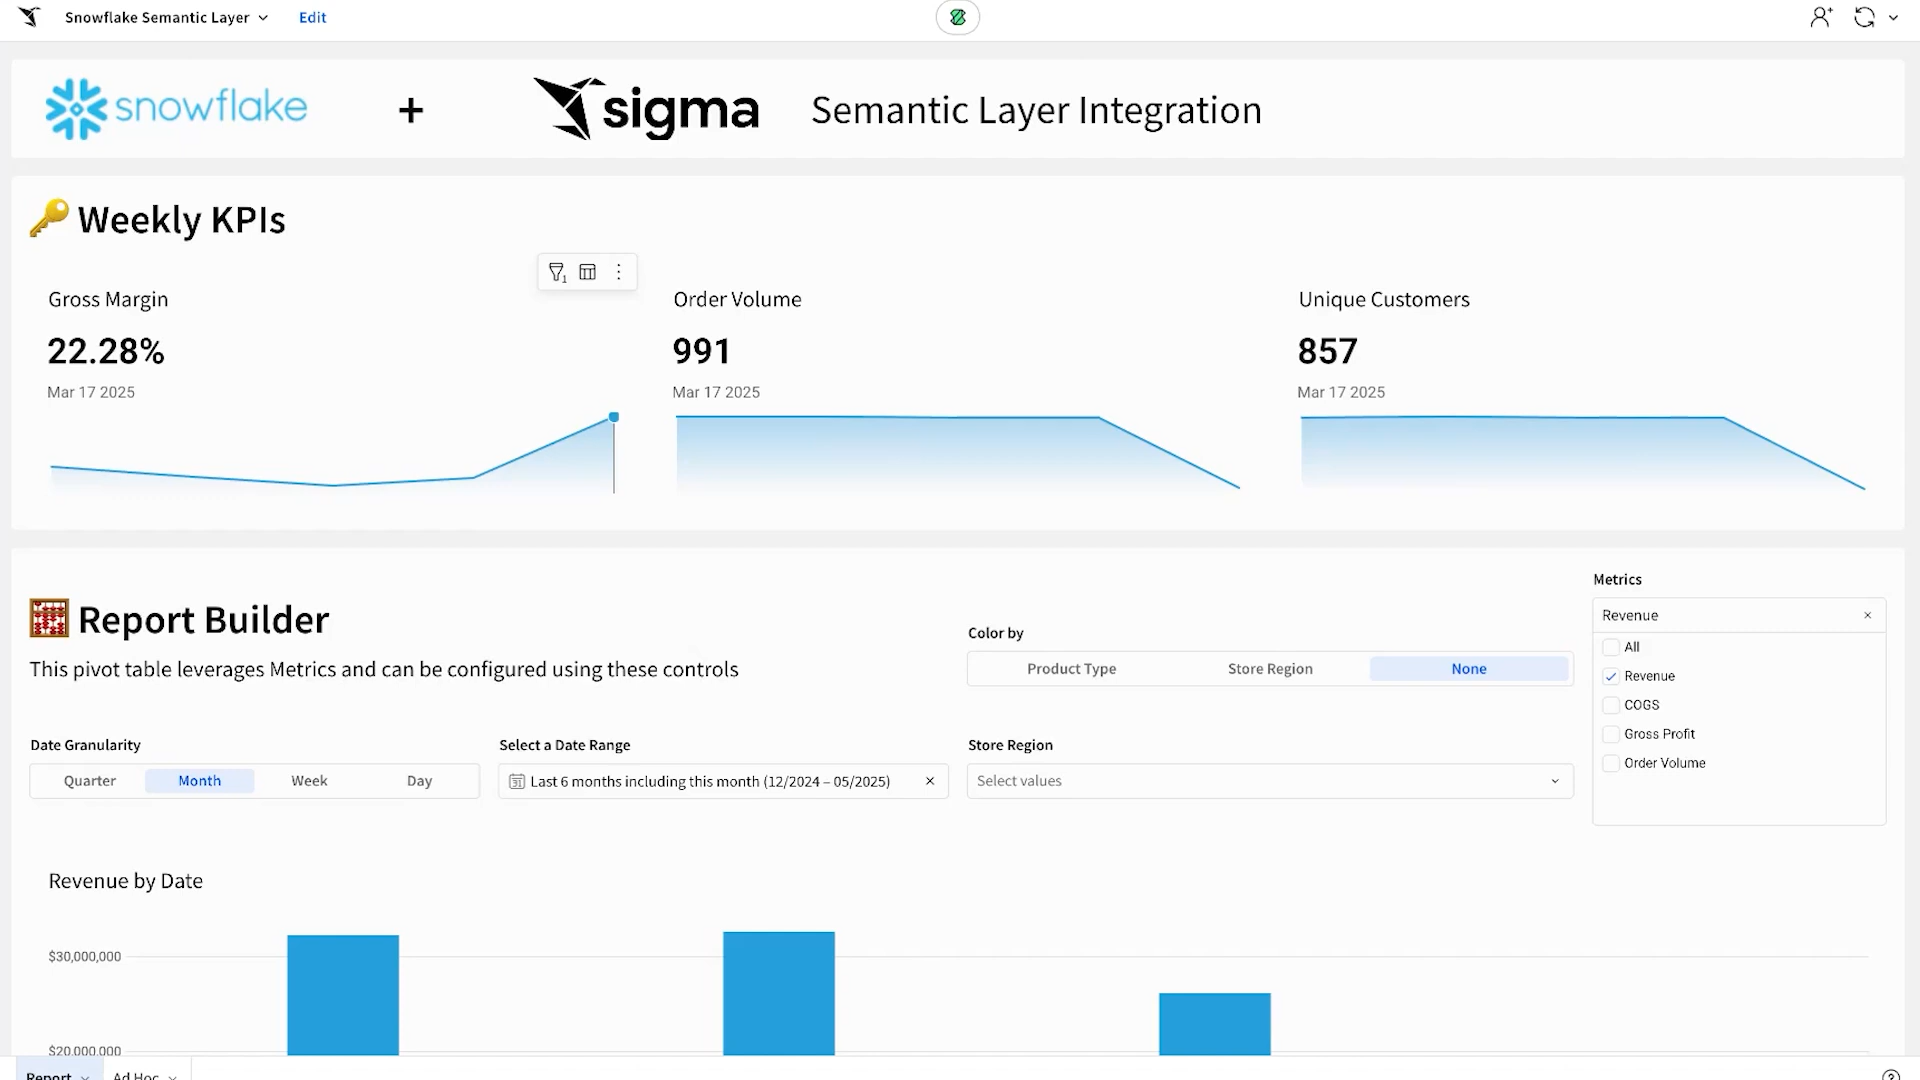 Snowflake Semantic Layer Edit
snowflake + sigma Semantic Layer Integration
Weekly KPIs
Gross Margin
22.28%
Mar 17 2025
1
Order Volume
991
Mar 17 2025
Unique Customers
857
Mar 17 2025
Report Builder
This pivot table leverages Metrics and can be configured using these controls
Color by
Product Type Store Region None
Metrics
Revenue
All
Revenue
COGS
Gross Profit
Order Volume
Date Granularity
Quarter Month Week Day
Select a Date Range
31 Last 6 months including this month (12/2024 – 05/2025)
Store Region
Select values
Revenue by Date
$30,000,000
$20,000,000
Report Ad Hoc